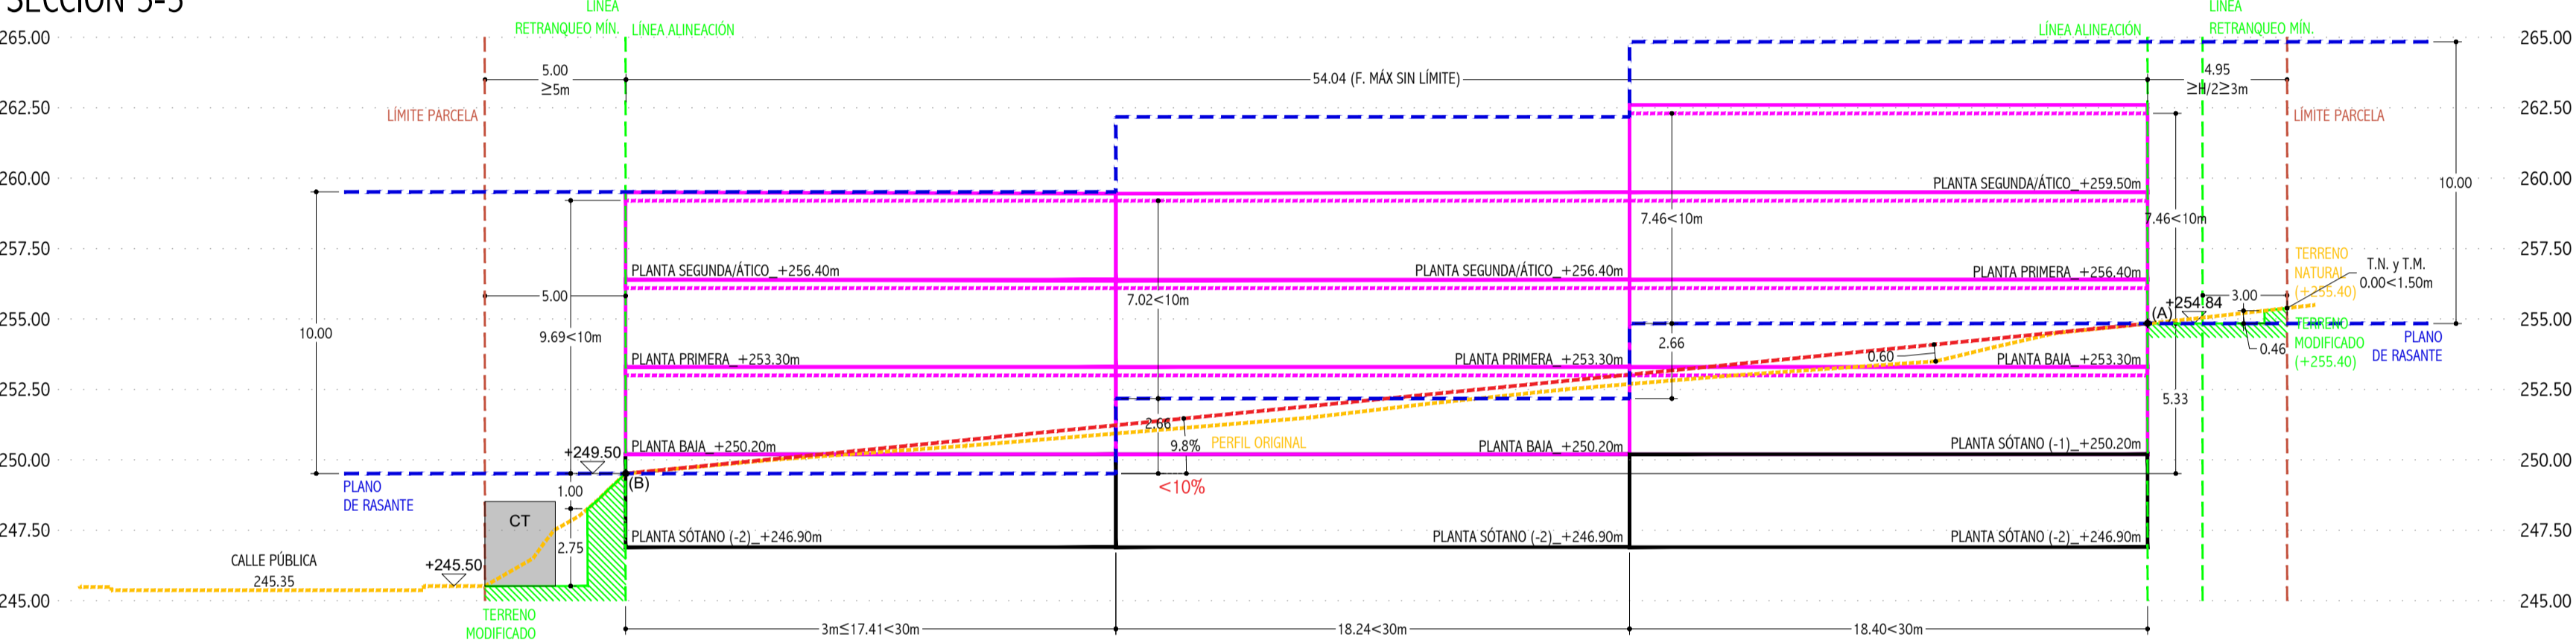 SECCIÓN 5-5
LÍNEA
RETRANQUEO MÍN.
LÍNEA ALINEACIÓN
LÍNEA ALINEACIÓN
LÍNEA
RETRANQUEO MÍN.
265.00
265.00
5.00
≥5m
54.04 (F. MÁX SIN LÍMITE)
4.95
≥H/2≥3m
262.50
262.50
LÍMITE PARCELA
LÍMITE PARCELA
260.00
260.00
PLANTA SEGUNDA/ÁTICO_+259.50m
10.00
7.46<10m
7.46<10m
257.50
257.50
TERRENO
NATURAL
(+255.40)
T.N. y T.M.
0.00<1.50m
PLANTA SEGUNDA/ÁTICO_+256.40m
PLANTA SEGUNDA/ÁTICO_+256.40m
PLANTA PRIMERA_+256.40m
5.00
7.02<10m
3.00
+254.84
(A)
255.00
255.00
10.00
9.69<10m
2.66
0.60
0.46
TERRENO
MODIFICADO
(+255.40)
PLANO
DE RASANTE
PLANTA PRIMERA_+253.30m
PLANTA PRIMERA_+253.30m
PLANTA BAJA_+253.30m
252.50
252.50
5.33
2.66
9.8%
PERFIL ORIGINAL
PLANTA BAJA_+250.20m
PLANTA BAJA_+250.20m
PLANTA SÓTANO (-1)_+250.20m
+249.50
250.00
250.00
(B)
<10%
PLANO
DE RASANTE
1.00
CT
247.50
247.50
2.75
PLANTA SÓTANO (-2)_+246.90m
PLANTA SÓTANO (-2)_+246.90m
PLANTA SÓTANO (-2)_+246.90m
CALLE PÚBLICA
245.35
+245.50
245.00
245.00
TERRENO
MODIFICADO
3m≤17.41<30m
18.24<30m
18.40<30m